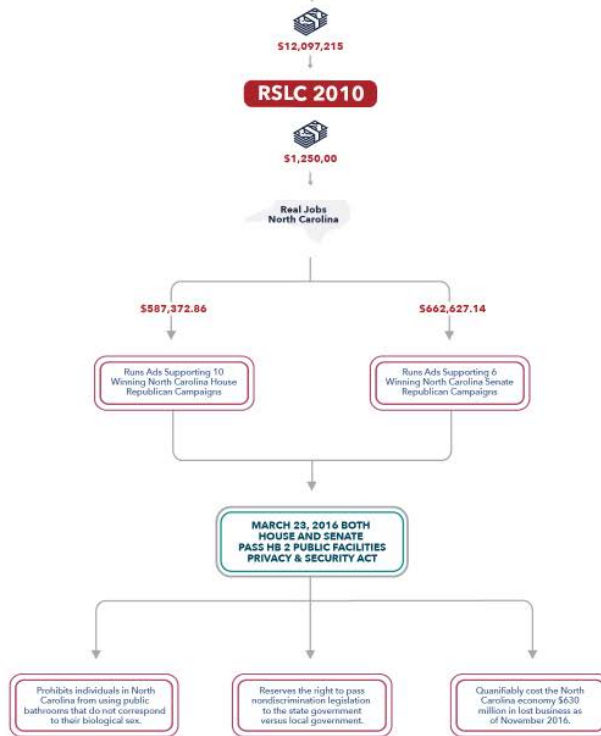 $12,097,215
RSLC 2010
$1,250,00
Real Jobs
North Carolina
$587,372.86
$662,627.14
Runs Ads Supporting 10
Winning North Carolina House
Republican Campaigns
Runs Ads Supporting 6
Winning North Carolina Senate
Republican Campaigns
MARCH 23, 2016 BOTH
HOUSE AND SENATE
PASS HB 2 PUBLIC FACILITIES
PRIVACY & SECURITY ACT
Prohibits individuals in North
Carolina from using public
bathrooms that do not correspond
to their biological sex.
Reserves the right to pass
nondiscrimination legislation
to the state government
versus local government.
Quanifiably cost the North
Carolina economy $630
million in lost business as
of November 2016.